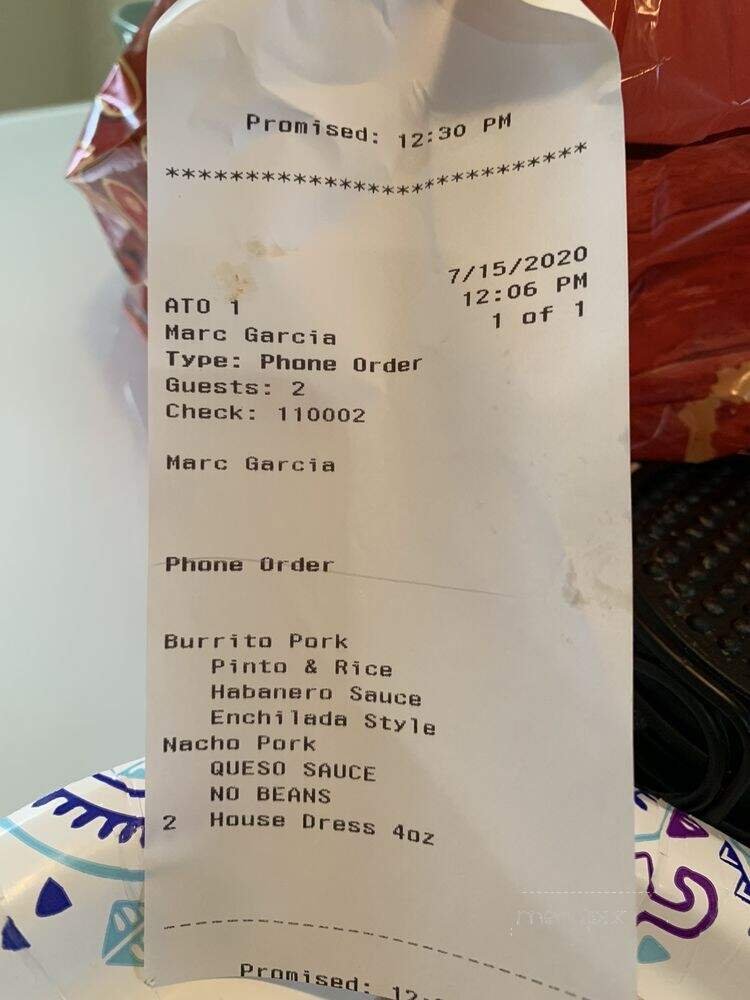 Promised: 12:30 PM
***************************
7/15/2020
ATO 1 12:06 PM
Marc Garcia 1 of 1
Type: Phone Order
Guests: 2
Check: 110002
Marc Garcia
Phone Order
Burrito Pork
Pinto & Rice
Habanero Sauce
Enchilada Style
Nacho Pork
QUESO SAUCE
NO BEANS
2 House Dress 4oz
Promised: